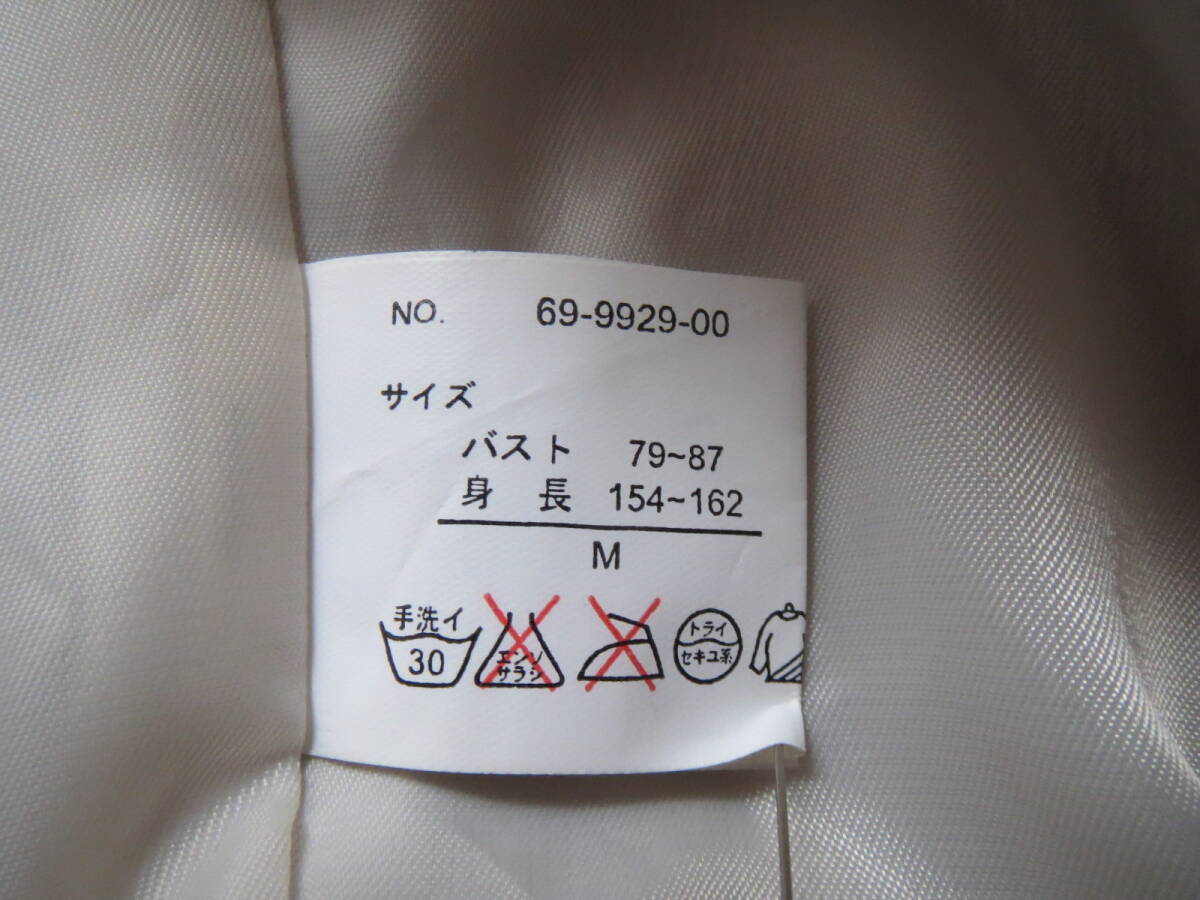 NO. 69-9929-00
サイズ
バスト 79~87
身 長 154~162
M
手洗イ
30
エンソ
サラシ
トライ
セキユ系